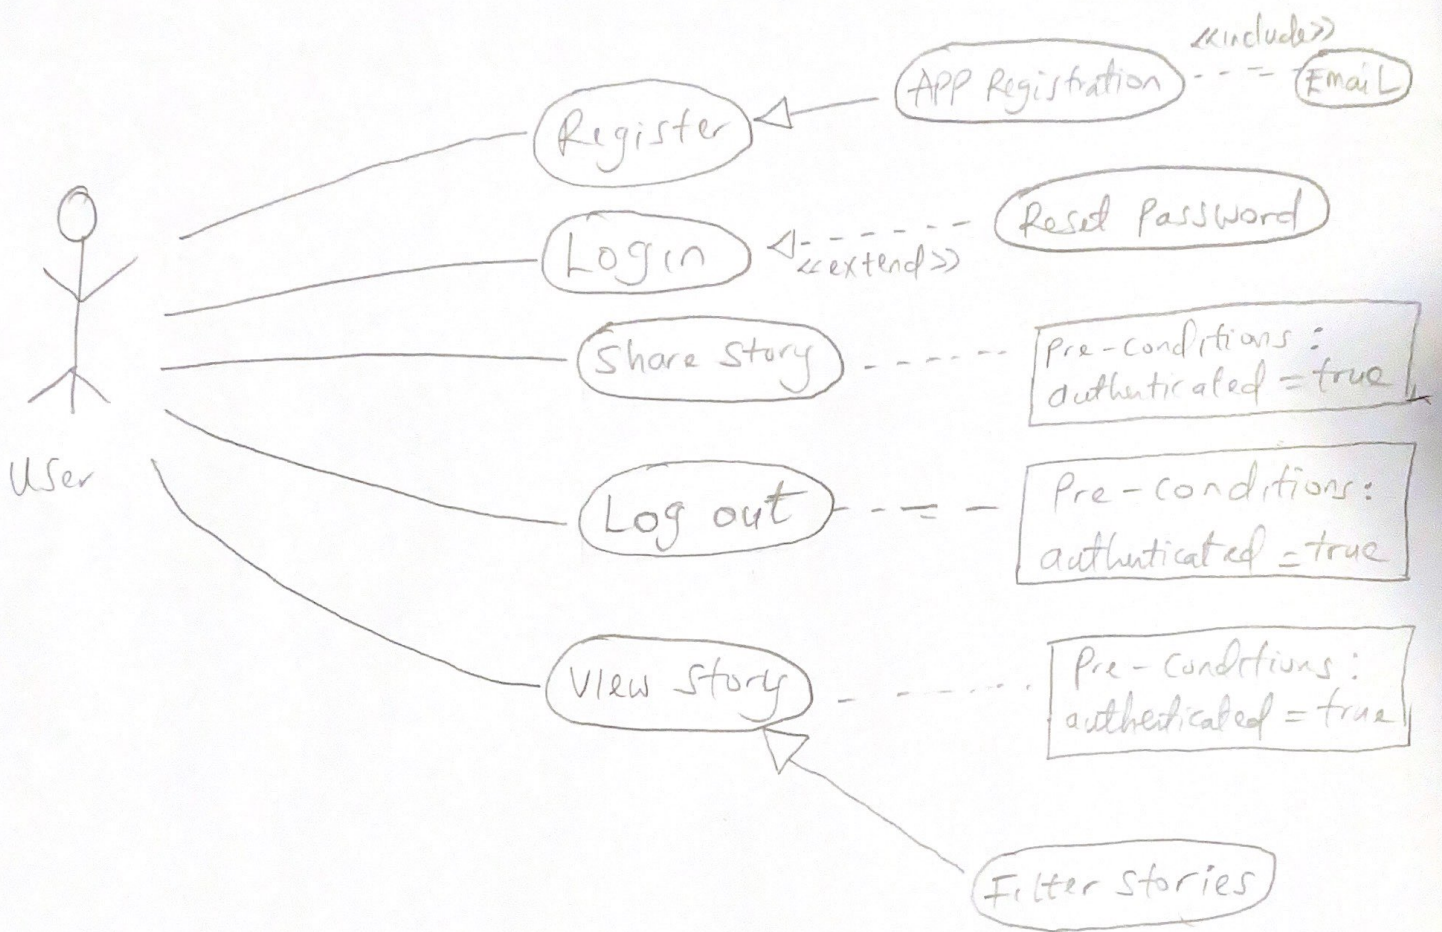 <<include>>
APP Registration
EmaiL
Register
Reset Password
Login
<<extend>>
Share Story
Pre-conditions:
authenticated = true
User
Log out
Pre-conditions:
authenticated = true
View Story
Pre-conditions:
authenticated = true
Filter Stories